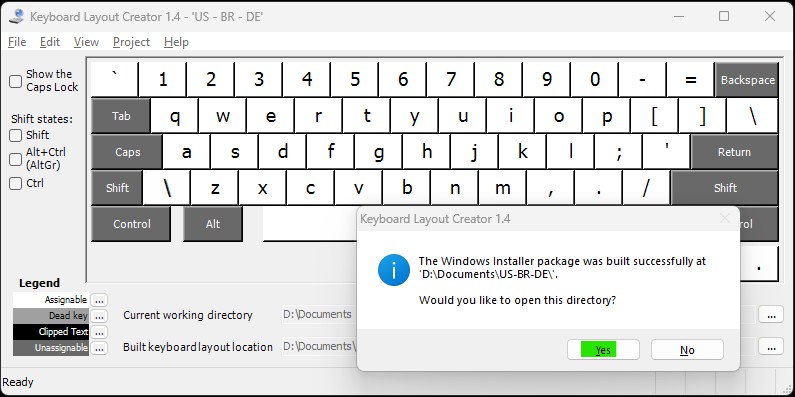 Keyboard Layout Creator 1.4 - 'US - BR - DE'
File Edit View Project Help
Show the
Caps Lock
Shift states:
Shift
Alt+Ctrl
(AltGr)
Ctrl
` 1 2 3 4 5 6 7 8 9 0 - = Backspace
Tab q w e r t y u i o p [ ] \
Caps a s d f g h j k l ; ' Return
Shift \ z x c v b n m , . / Shift
Control Alt
.
Keyboard Layout Creator 1.4
The Windows Installer package was built successfully at
'D:\Documents\US-BR-DE\'.
Would you like to open this directory?
Yes No
Legend
Assignable ...
Dead key ...
Clipped Text ...
Unassignable ...
Current working directory D:\Documents ...
Built keyboard layout location D:\Documents\ ...
Ready